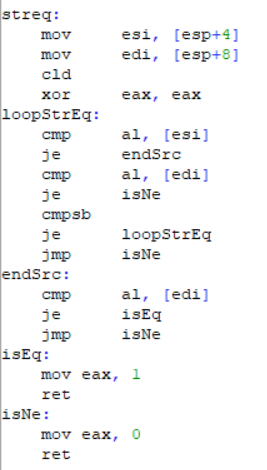 streq:
mov esi, [esp+4]
mov edi, [esp+8]
cld
xor eax, eax
loopStrEq:
cmp al, [esi]
je endSrc
cmp al, [edi]
je isNe
cmpsb
je loopStrEq
jmp isNe
endSrc:
cmp al, [edi]
je isEq
jmp isNe
isEq:
mov eax, 1
ret
isNe:
mov eax, 0
ret